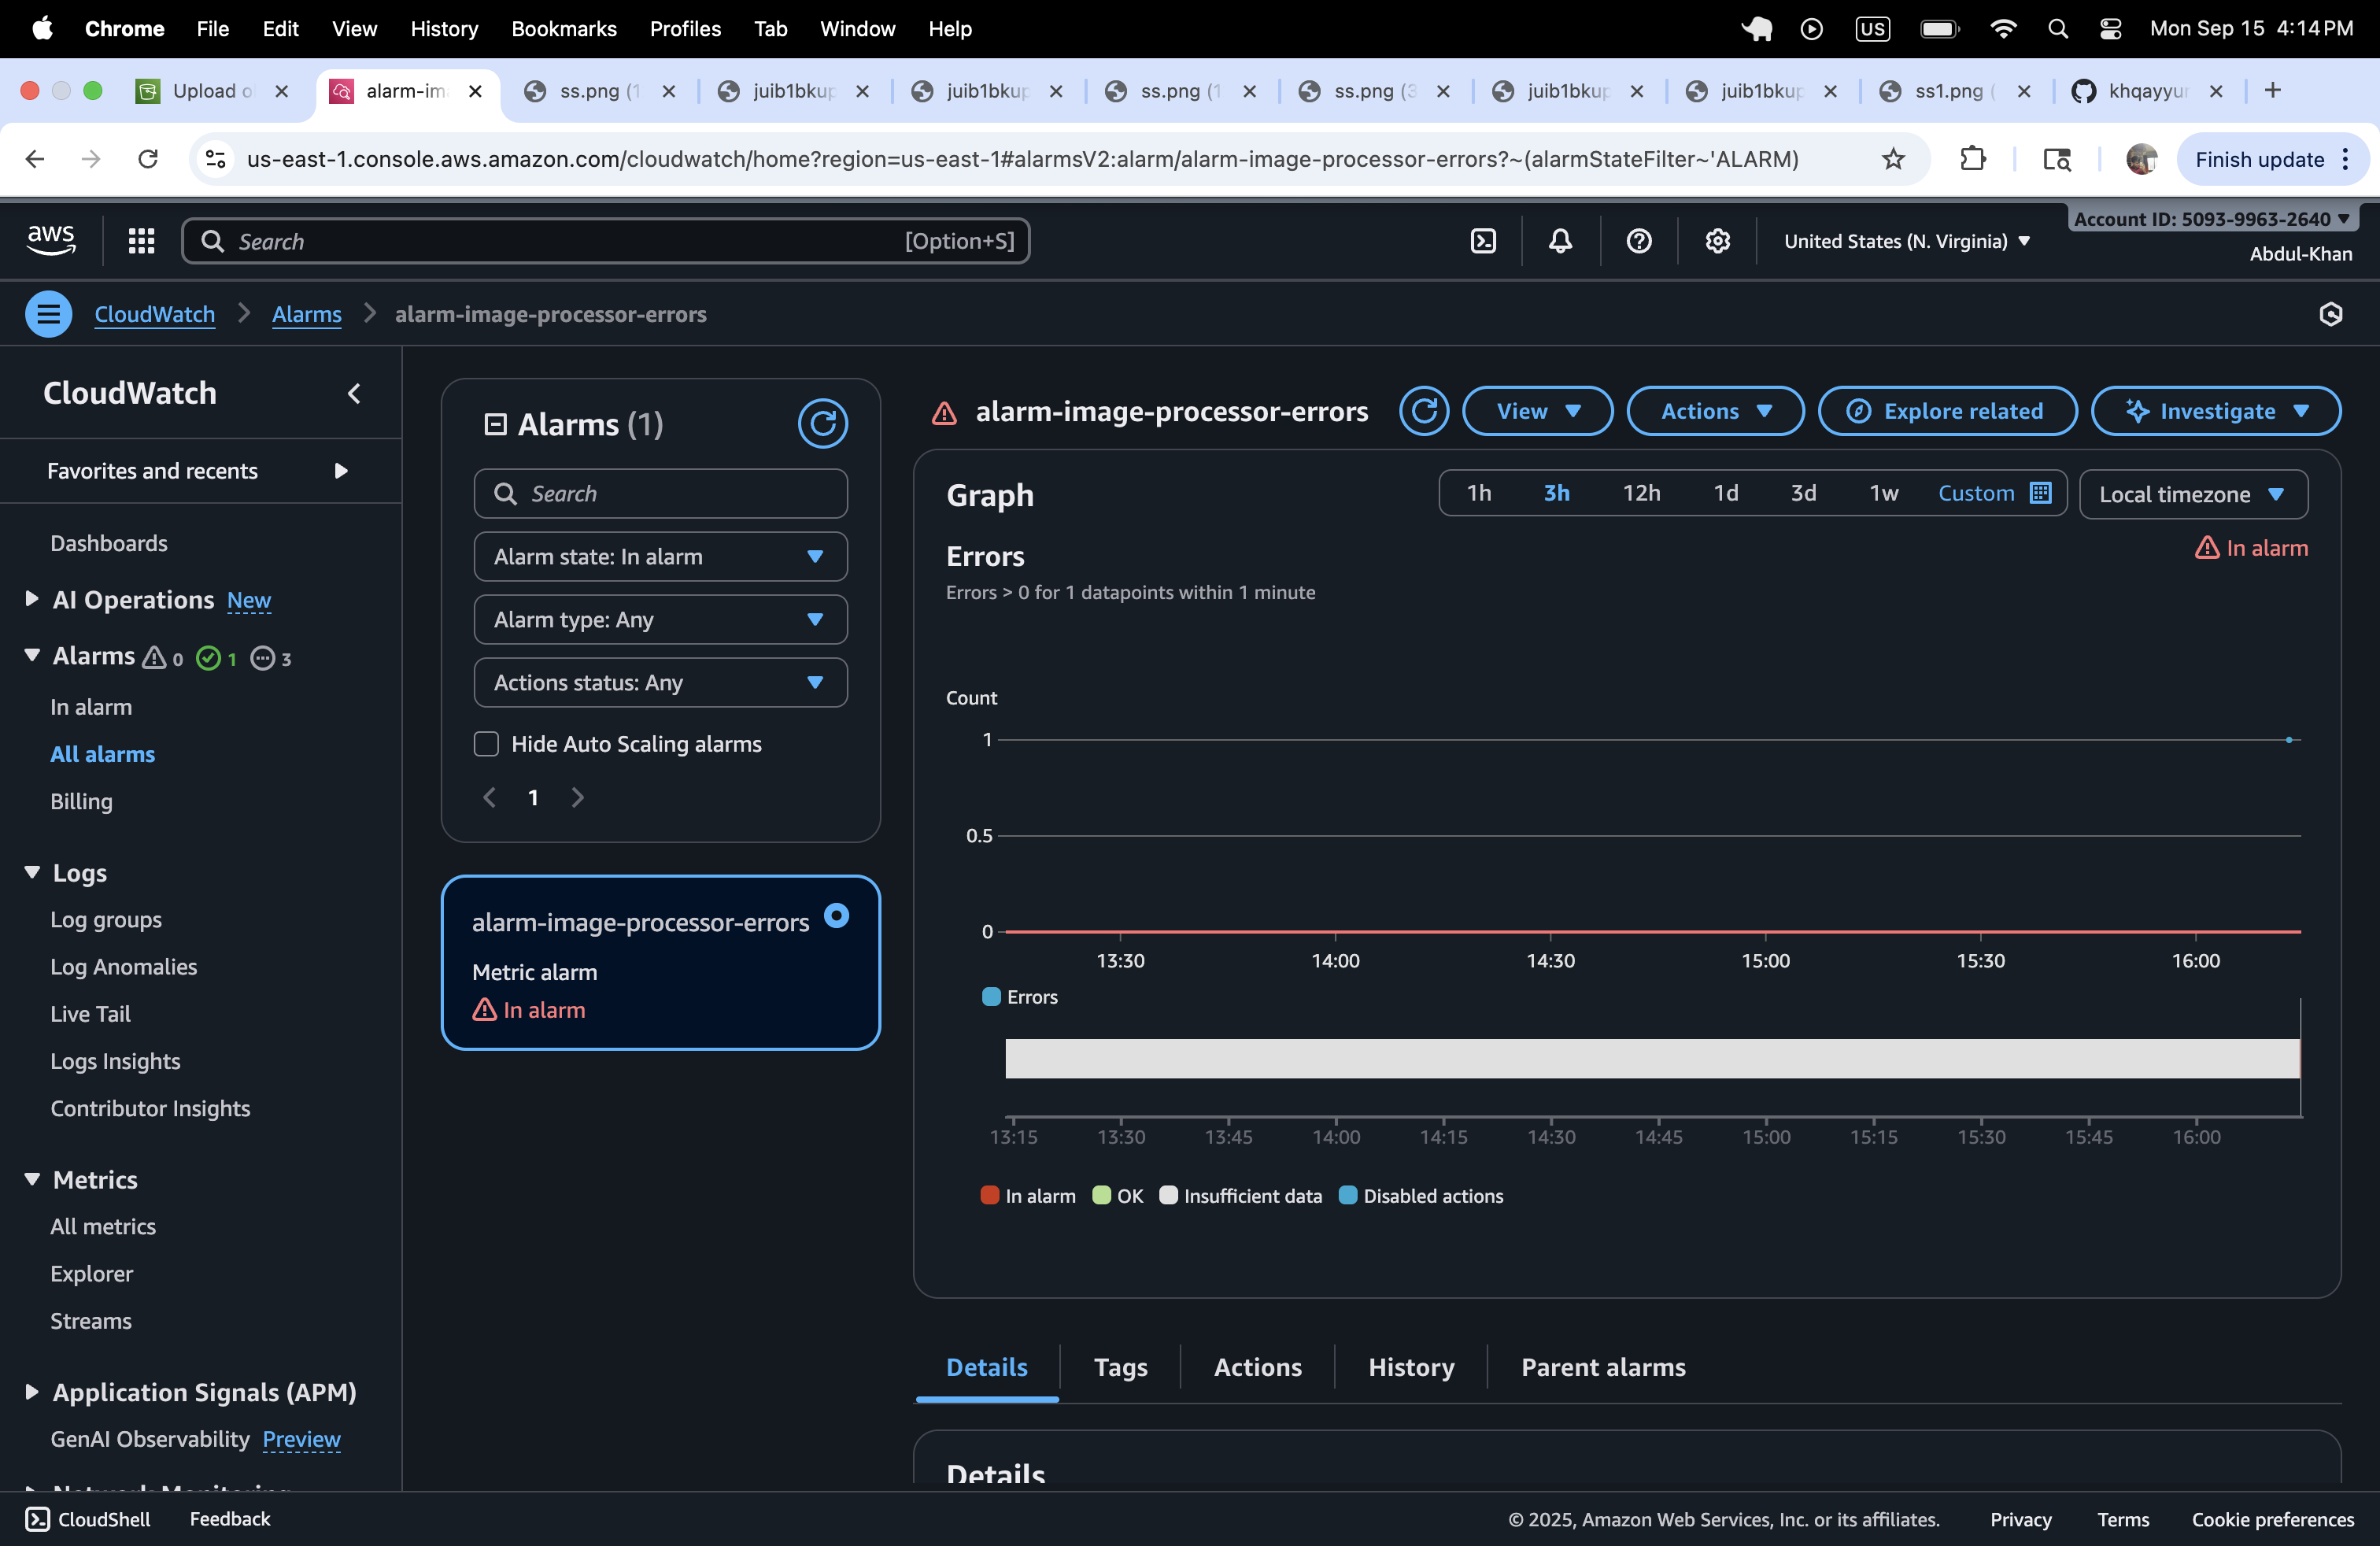 Chrome File Edit View History Bookmarks Profiles Tab Window Help US Mon Sep 15 4:14 PM
Upload o alarm-im ss.png (1 juib1bkup juib1bkup ss.png (1 ss.png (3 juib1bkup juib1bkup ss1.png ( khqayyum
us-east-1.console.aws.amazon.com/cloudwatch/home?region=us-east-1#alarmsV2:alarm/alarm-image-processor-errors?~(alarmStateFilter~'ALARM) Finish update
aws Search [Option+S] United States (N. Virginia) Account ID: 5093-9963-2640
Abdul-Khan
CloudWatch Alarms alarm-image-processor-errors
CloudWatch
Favorites and recents
Dashboards
AI Operations New
Alarms 0 1 3
In alarm
All alarms
Billing
Logs
Log groups
Log Anomalies
Live Tail
Logs Insights
Contributor Insights
Metrics
All metrics
Explorer
Streams
Application Signals (APM)
GenAI Observability Preview
Network Monitoring
Alarms (1)
Search
Alarm state: In alarm
Alarm type: Any
Actions status: Any
Hide Auto Scaling alarms
1
alarm-image-processor-errors
Metric alarm
In alarm
alarm-image-processor-errors View Actions Explore related Investigate
Graph 1h 3h 12h 1d 3d 1w Custom Local timezone
Errors In alarm
Errors > 0 for 1 datapoints within 1 minute
Count
1
0.5
0
13:30 14:00 14:30 15:00 15:30 16:00
Errors
13:15 13:30 13:45 14:00 14:15 14:30 14:45 15:00 15:15 15:30 15:45 16:00
In alarm OK Insufficient data Disabled actions
Details Tags Actions History Parent alarms
Details
CloudShell Feedback © 2025, Amazon Web Services, Inc. or its affiliates. Privacy Terms Cookie preferences